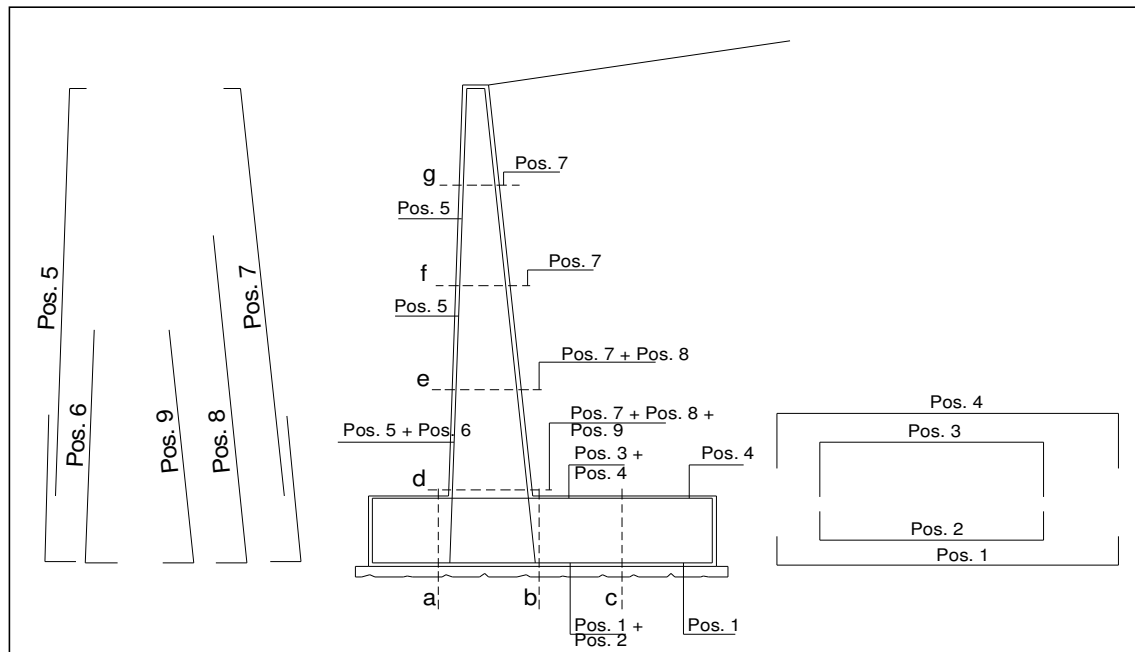 g
Pos. 7
Pos. 5
f
Pos. 7
Pos. 5
Pos. 5
Pos. 7
e
Pos. 7 + Pos. 8
Pos. 6
Pos. 9
Pos. 8
Pos. 5 + Pos. 6
Pos. 7 + Pos. 8 +
Pos. 9
Pos. 3 +
Pos. 4
Pos. 4
d
Pos. 4
Pos. 3
Pos. 2
Pos. 1
a
b
c
Pos. 1 +
Pos. 2
Pos. 1